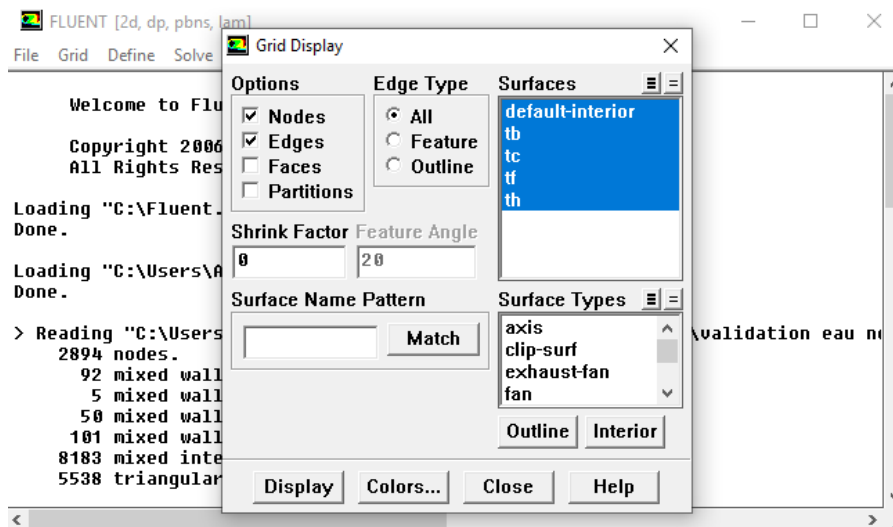 FLUENT [2d, dp, pbns, lam]
File Grid Define Solve
Welcome to Flu
Copyright 2006
All Rights Res
Loading "C:\Fluent.
Done.
Loading "C:\Users\A
Done.
> Reading "C:\Users
\validation eau n
2894 nodes.
92 mixed wall
5 mixed wall
50 mixed wall
101 mixed wall
8183 mixed inte
5538 triangular
Grid Display
Options
Nodes
Edges
Faces
Partitions
Edge Type
All
Feature
Outline
Surfaces
default-interior
tb
tc
tf
th
Shrink Factor Feature Angle
0 20
Surface Name Pattern
Match
Surface Types
axis
clip-surf
exhaust-fan
fan
Outline Interior
Display Colors... Close Help